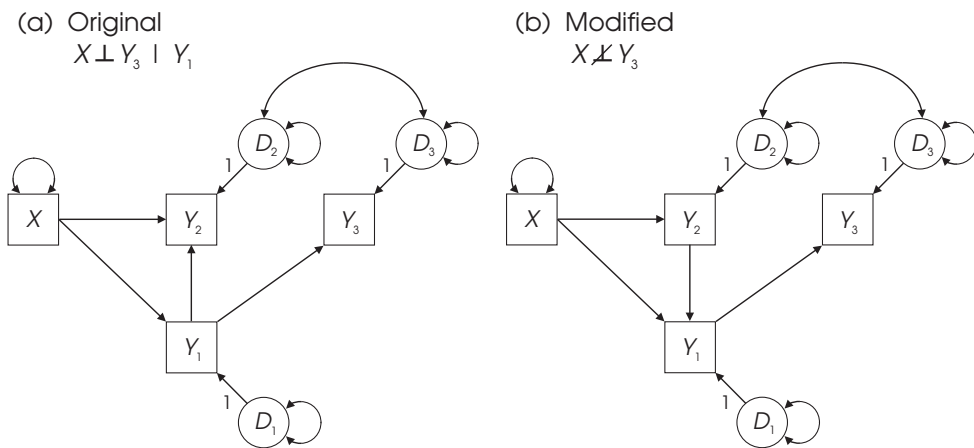 (a) Original
X ⊥ Y₃ | Y₁
D₂
D₃
1
1
X
Y₂
Y₃
Y₁
1
D₁
(b) Modified
X ⊥̸ Y₃
D₂
D₃
1
1
X
Y₂
Y₃
Y₁
1
D₁